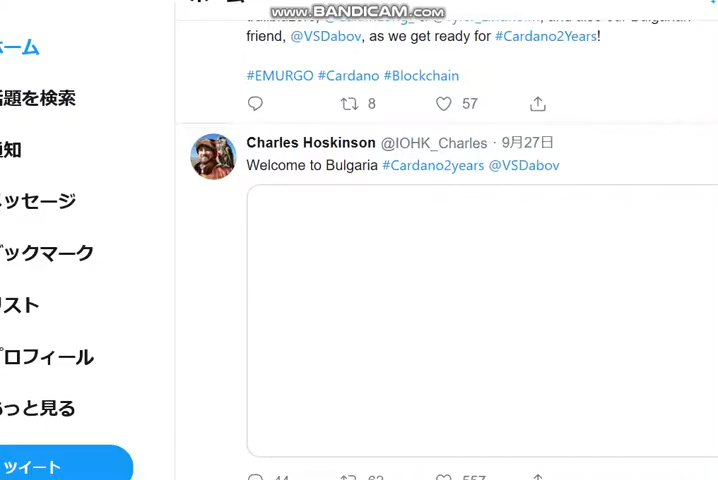 www.BANDICAM.com
friend, @VSDabov, as we get ready for #Cardano2Years!
#EMURGO #Cardano #Blockchain
8
57
Charles Hoskinson @IOHK_Charles · 9月27日
Welcome to Bulgaria #Cardano2years @VSDabov
ホーム
話題を検索
通知
メッセージ
ブックマーク
リスト
プロフィール
もっと見る
ツイート
44
62
557